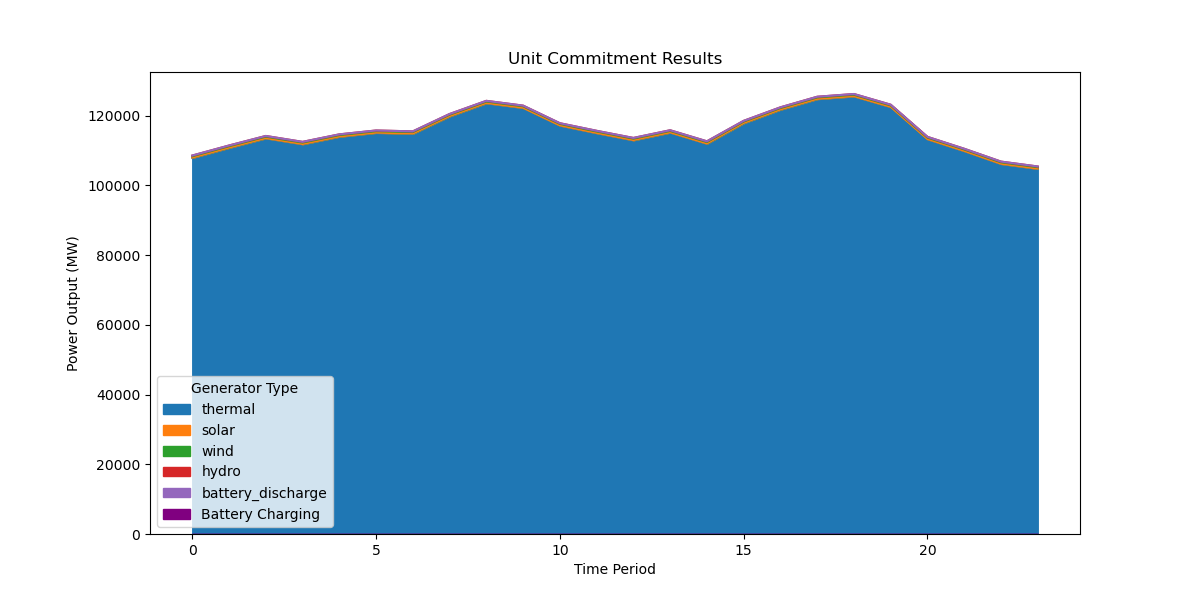 Unit Commitment Results
Power Output (MW)
120000
100000
80000
60000
40000
20000
0
Generator Type
thermal
solar
wind
hydro
battery_discharge
Battery Charging
0 5 10 15 20
Time Period